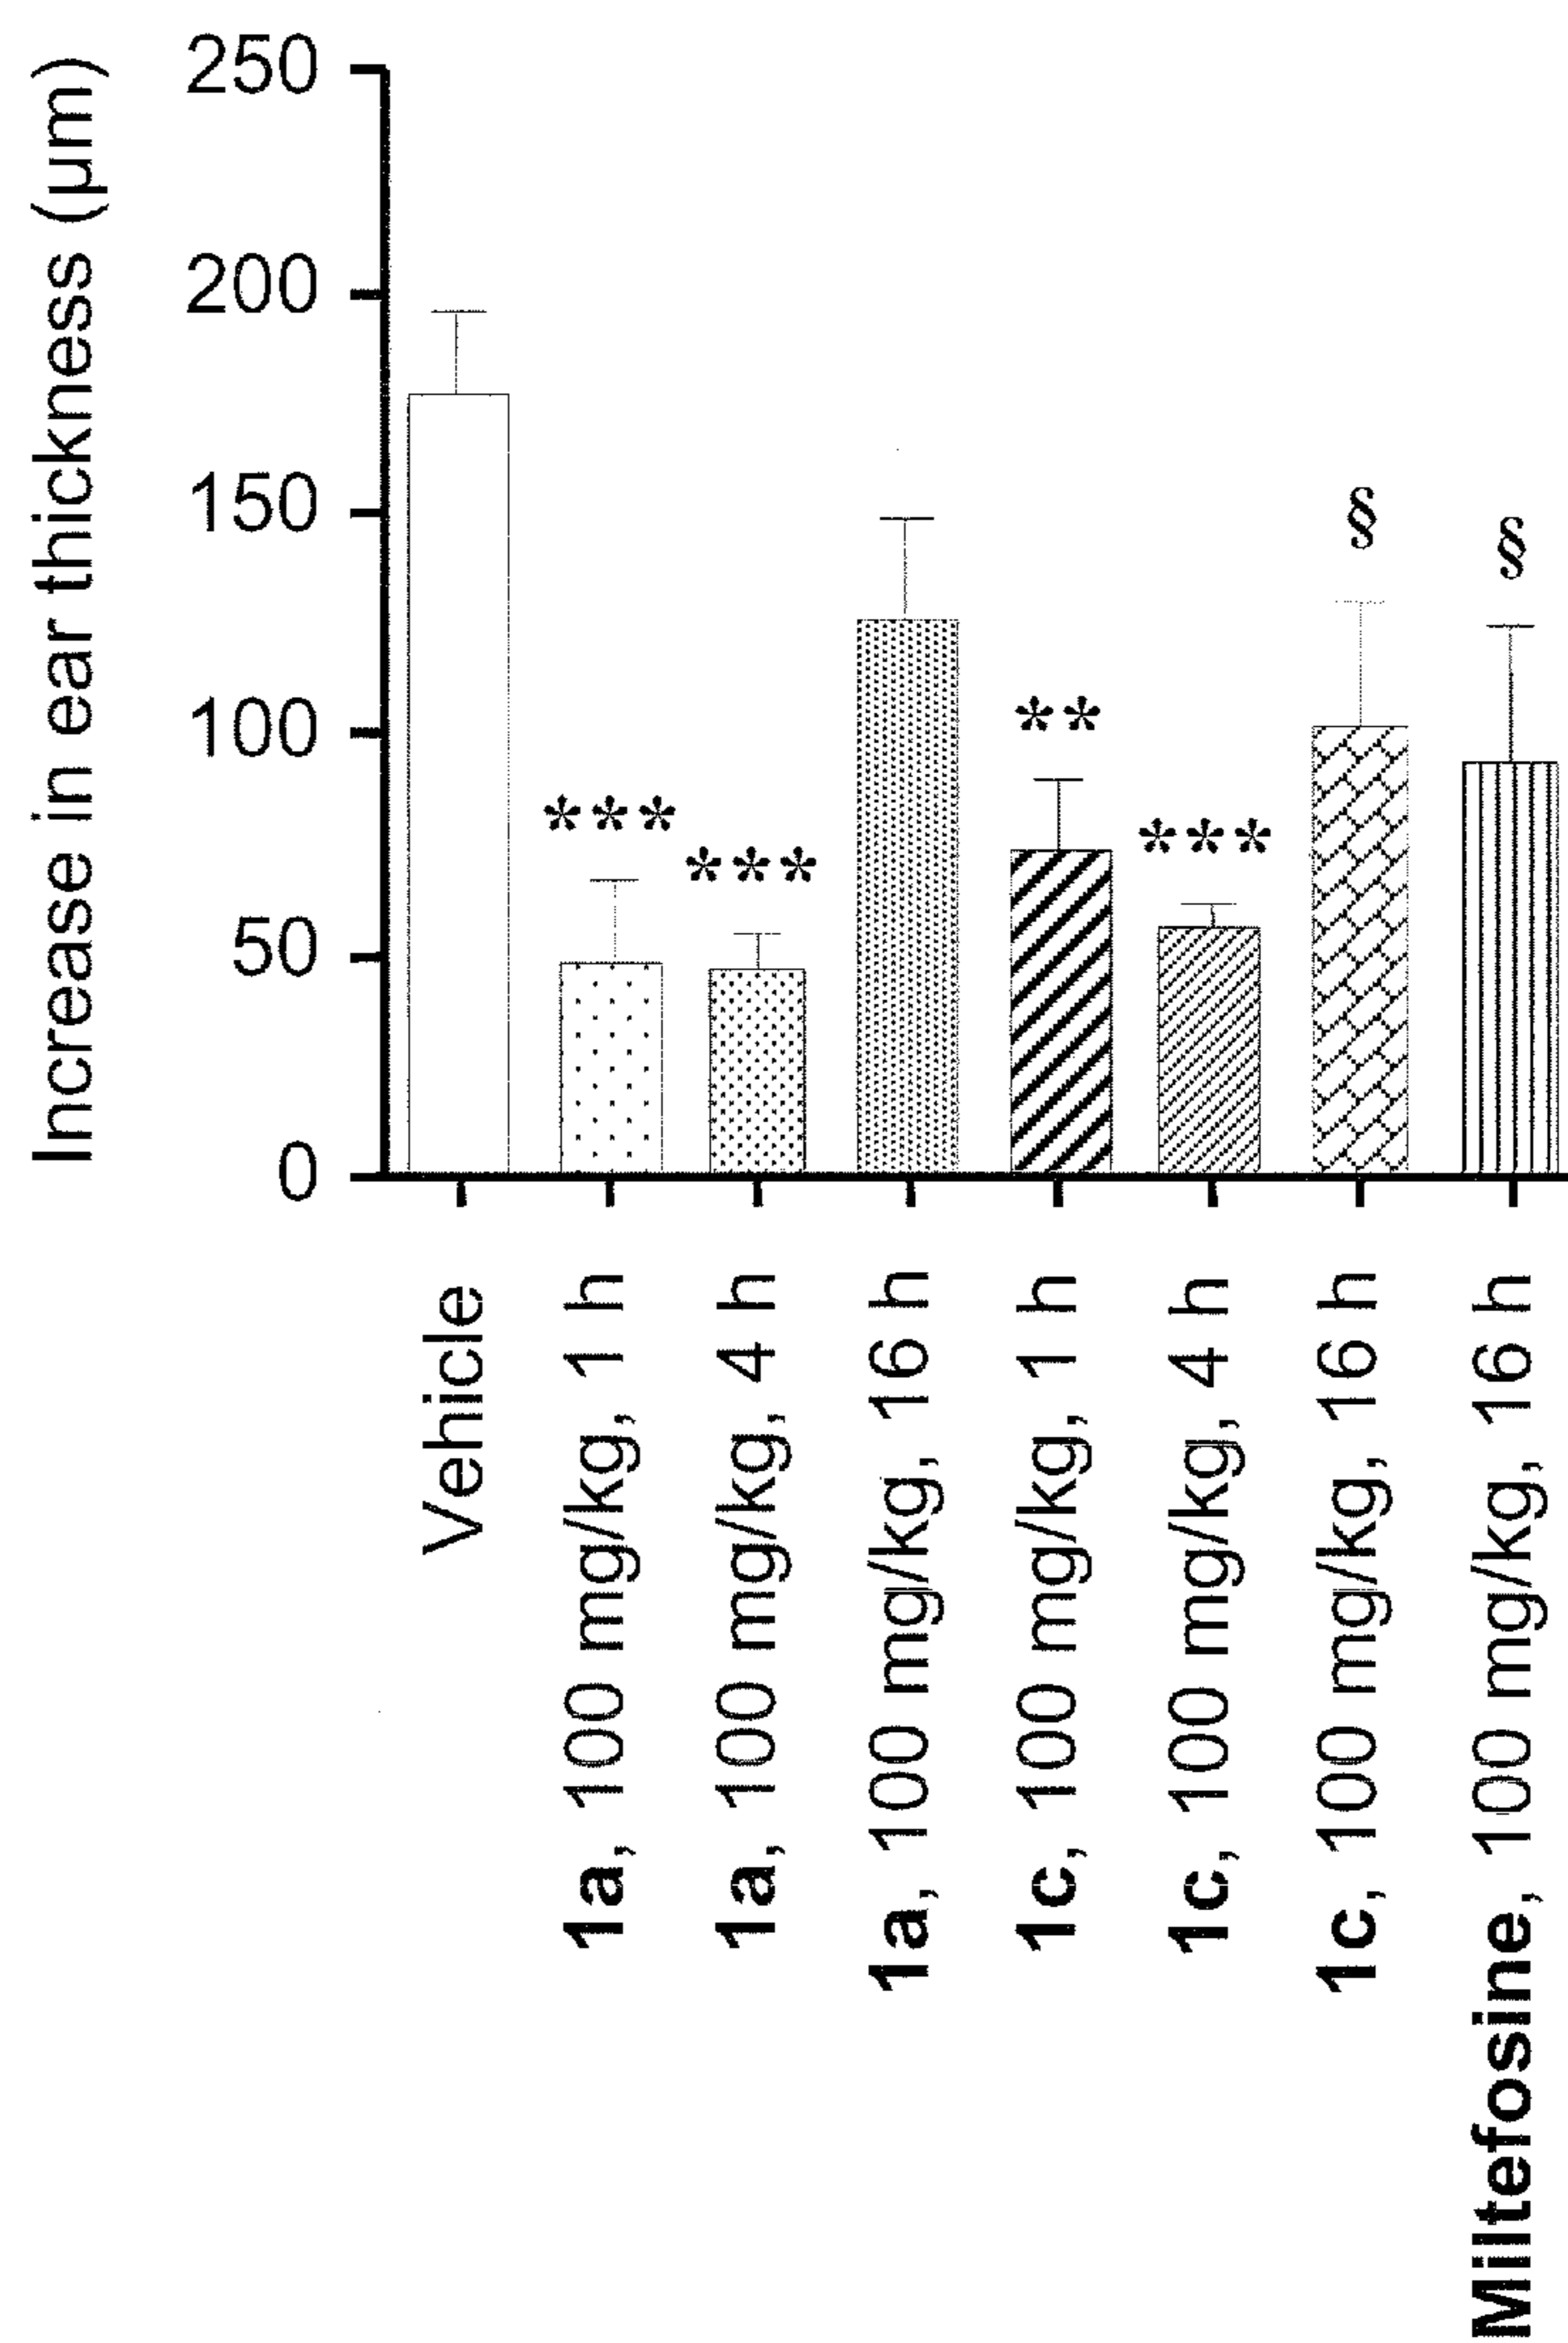 Increase in ear thickness (µm)
250
200
150
100
50
0
***
***
**
***
§
§
Vehicle
1a, 100 mg/kg, 1 h
1a, 100 mg/kg, 4 h
1a, 100 mg/kg, 16 h
1c, 100 mg/kg, 1 h
1c, 100 mg/kg, 4 h
1c, 100 mg/kg, 16 h
Miltefosine, 100 mg/kg, 16 h